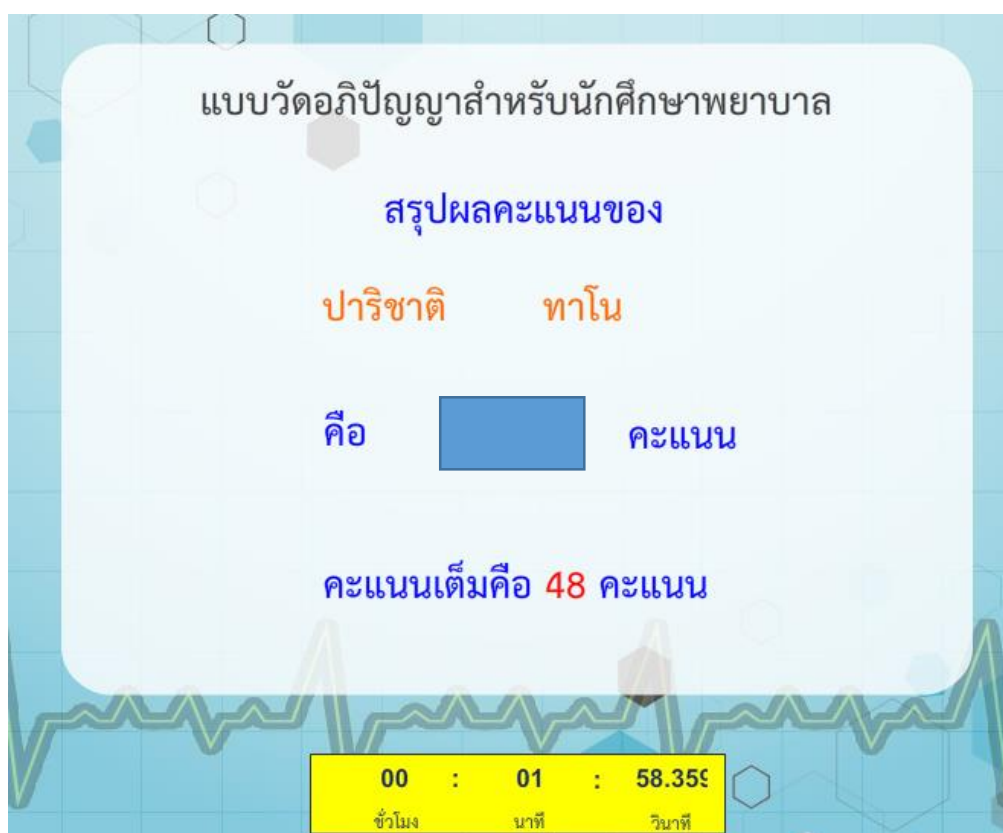 แบบวัดอภิปัญญาสำหรับนักศึกษาพยาบาล
สรุปผลคะแนนของ
ปาริชาติ ทาโน
คือ คะแนน
คะแนนเต็มคือ 48 คะแนน
00 : 01 : 58.359
ชั่วโมง นาที วินาที